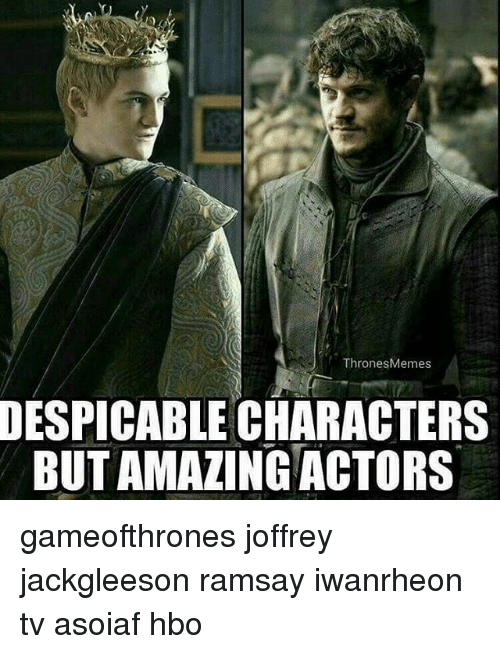 ThronesMemes
DESPICABLE CHARACTERS
BUT AMAZING ACTORS
gameofthrones joffrey
jackgleeson ramsay iwanrheon
tv asoiaf hbo